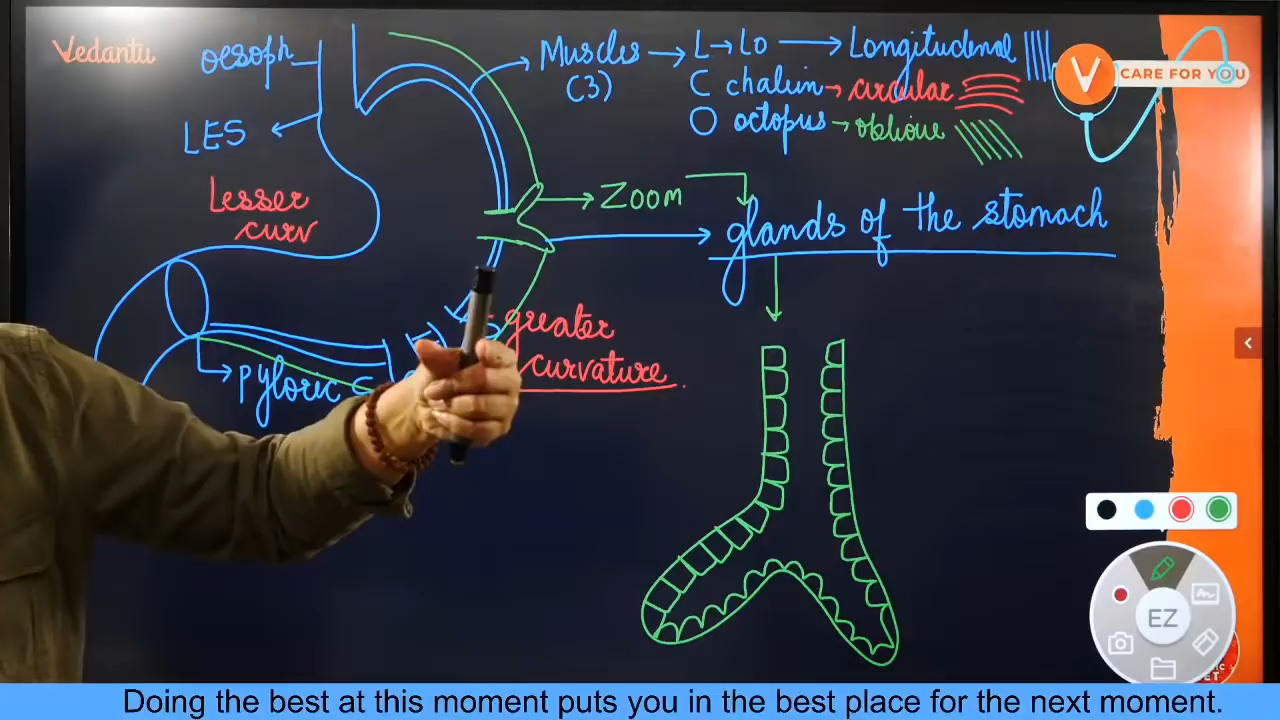 Vedantu
oesoph
Muscles → L → Lo → Longitudenal
(3)
C chalein → circular
O octopus → oblique
CARE FOR YOU
LES
Lesser
curv
Zoom
glands of the stomach
greater
curvature
Pyloric
EZ
Doing the best at this moment puts you in the best place for the next moment.